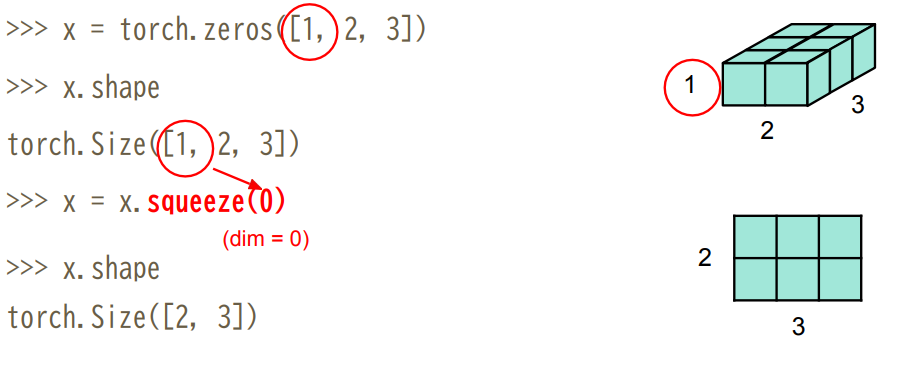 >>> x = torch.zeros([1, 2, 3])
>>> x.shape
torch.Size([1, 2, 3])
>>> x = x.squeeze(0)
(dim = 0)
>>> x.shape
torch.Size([2, 3])
1
3
2
2
3